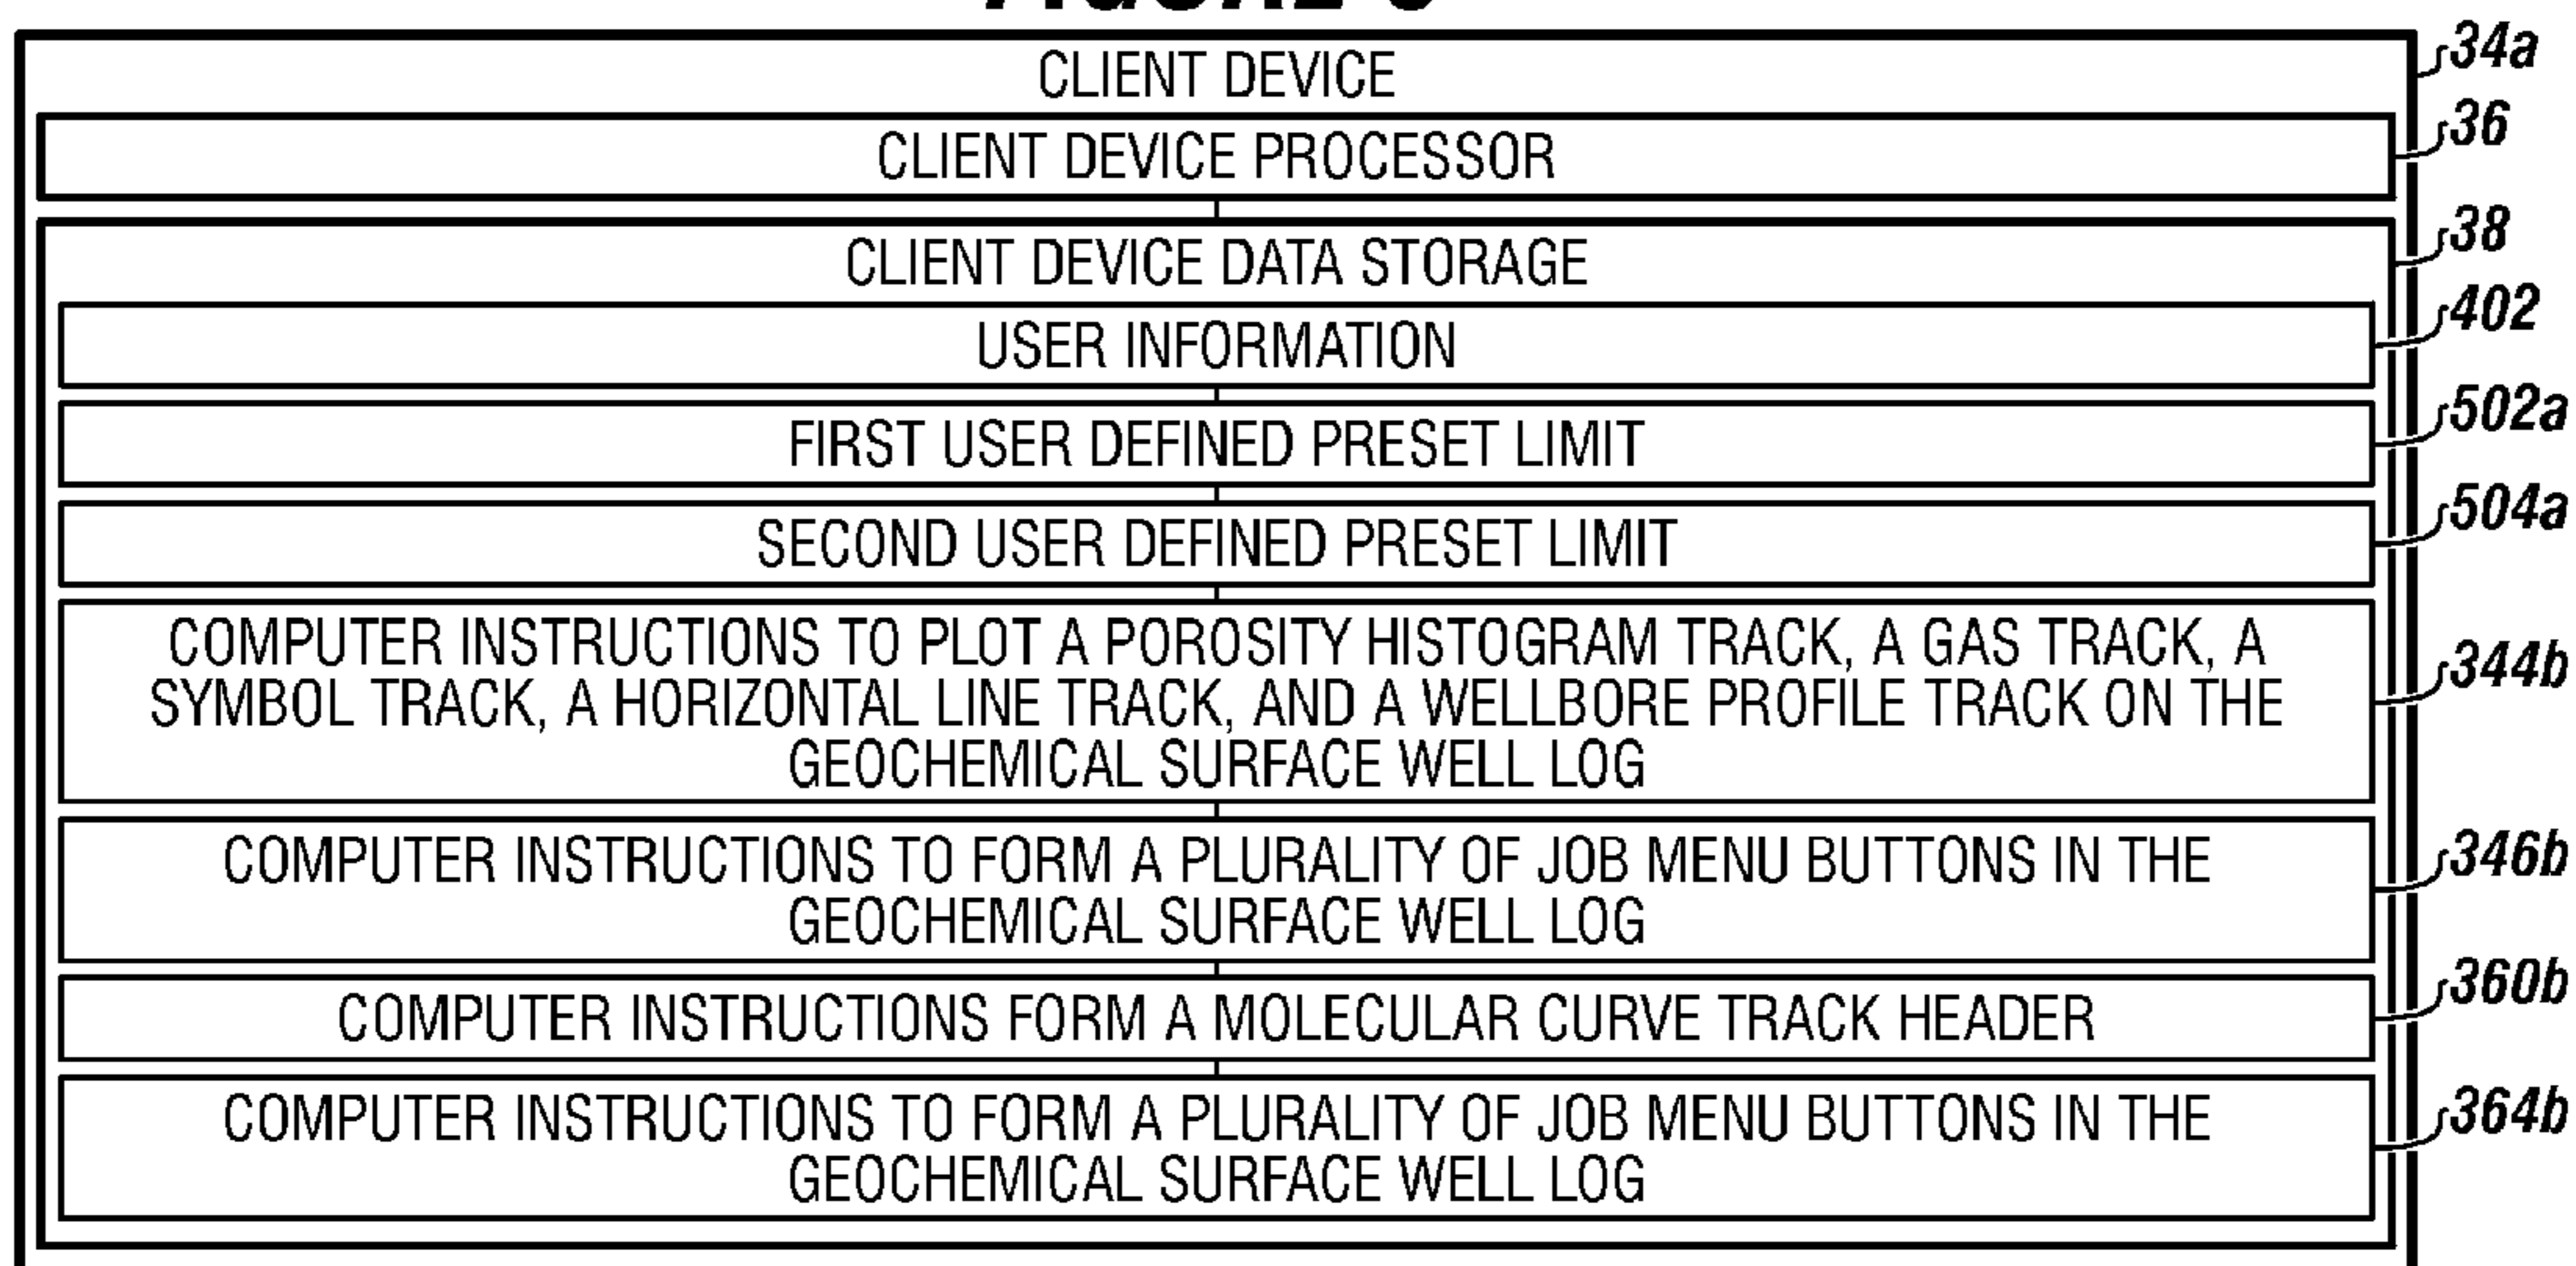 CLIENT DEVICE
34a
CLIENT DEVICE PROCESSOR
36
CLIENT DEVICE DATA STORAGE
38
USER INFORMATION
402
FIRST USER DEFINED PRESET LIMIT
502a
SECOND USER DEFINED PRESET LIMIT
504a
COMPUTER INSTRUCTIONS TO PLOT A POROSITY HISTOGRAM TRACK, A GAS TRACK, A
SYMBOL TRACK, A HORIZONTAL LINE TRACK, AND A WELLBORE PROFILE TRACK ON THE
GEOCHEMICAL SURFACE WELL LOG
344b
COMPUTER INSTRUCTIONS TO FORM A PLURALITY OF JOB MENU BUTTONS IN THE
GEOCHEMICAL SURFACE WELL LOG
346b
COMPUTER INSTRUCTIONS FORM A MOLECULAR CURVE TRACK HEADER
360b
COMPUTER INSTRUCTIONS TO FORM A PLURALITY OF JOB MENU BUTTONS IN THE
GEOCHEMICAL SURFACE WELL LOG
364b